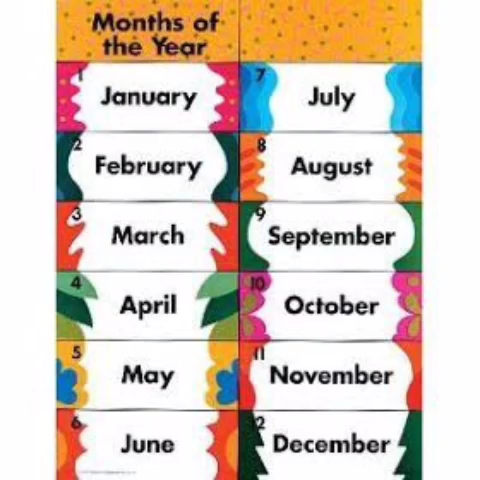 Months of
the Year
1
January
2
February
3
March
4
April
5
May
6
June
7
July
8
August
9
September
10
October
11
November
12
December